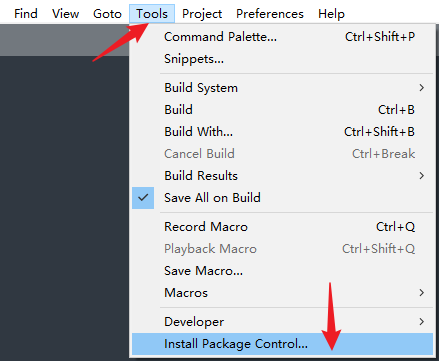 Find View Goto Tools Project Preferences Help
Command Palette... Ctrl+Shift+P
Snippets...
Build System
Build Ctrl+B
Build With... Ctrl+Shift+B
Cancel Build Ctrl+Break
Build Results
Save All on Build
Record Macro Ctrl+Q
Playback Macro Ctrl+Shift+Q
Save Macro...
Macros
Developer
Install Package Control...